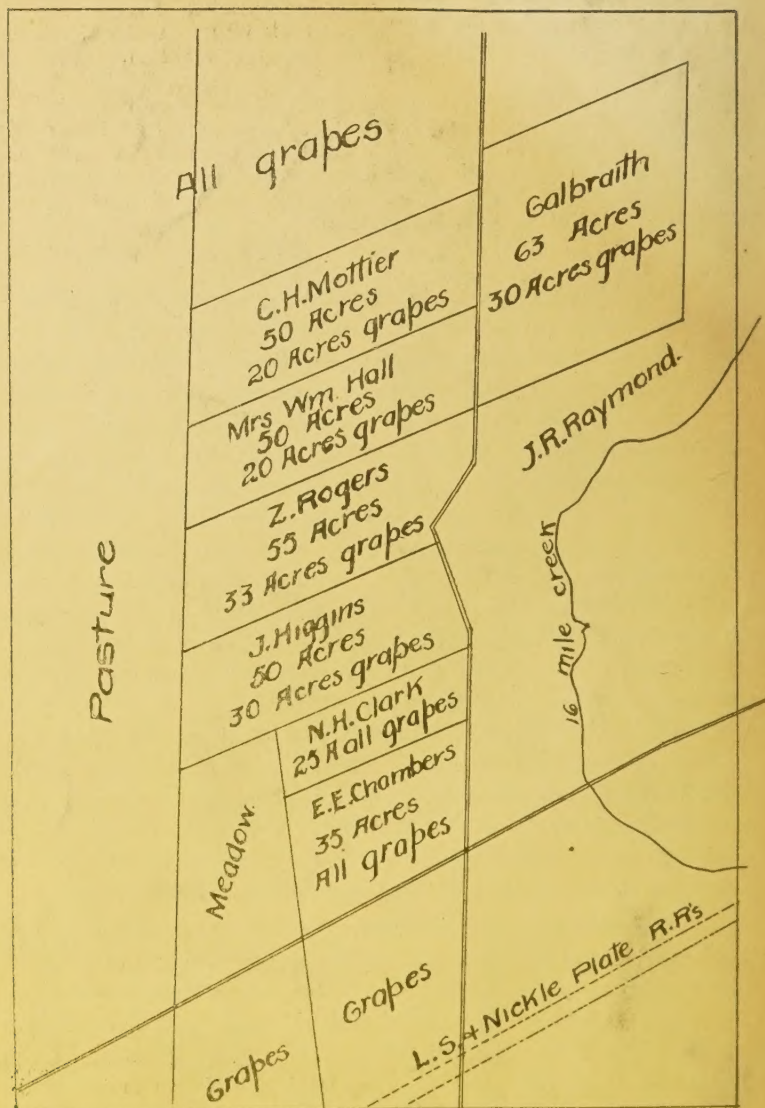 All grapes
Galbraith
63 Acres
30 Acres grapes
C.H.Mottier
50 Acres
20 Acres grapes
Mrs Wm. Hall
50 Acres
20 Acres grapes
J.R.Raymond.
Z.Rogers
55 Acres
33 Acres grapes
Pasture
16 mile creek
J.Higgins
50 Acres
30 Acres grapes
N.H.Clark
25 A all grapes
E.E.Chambers
35 Acres
All grapes
Meadow.
Grapes
Grapes
L.S. & Nickle Plate R.R's